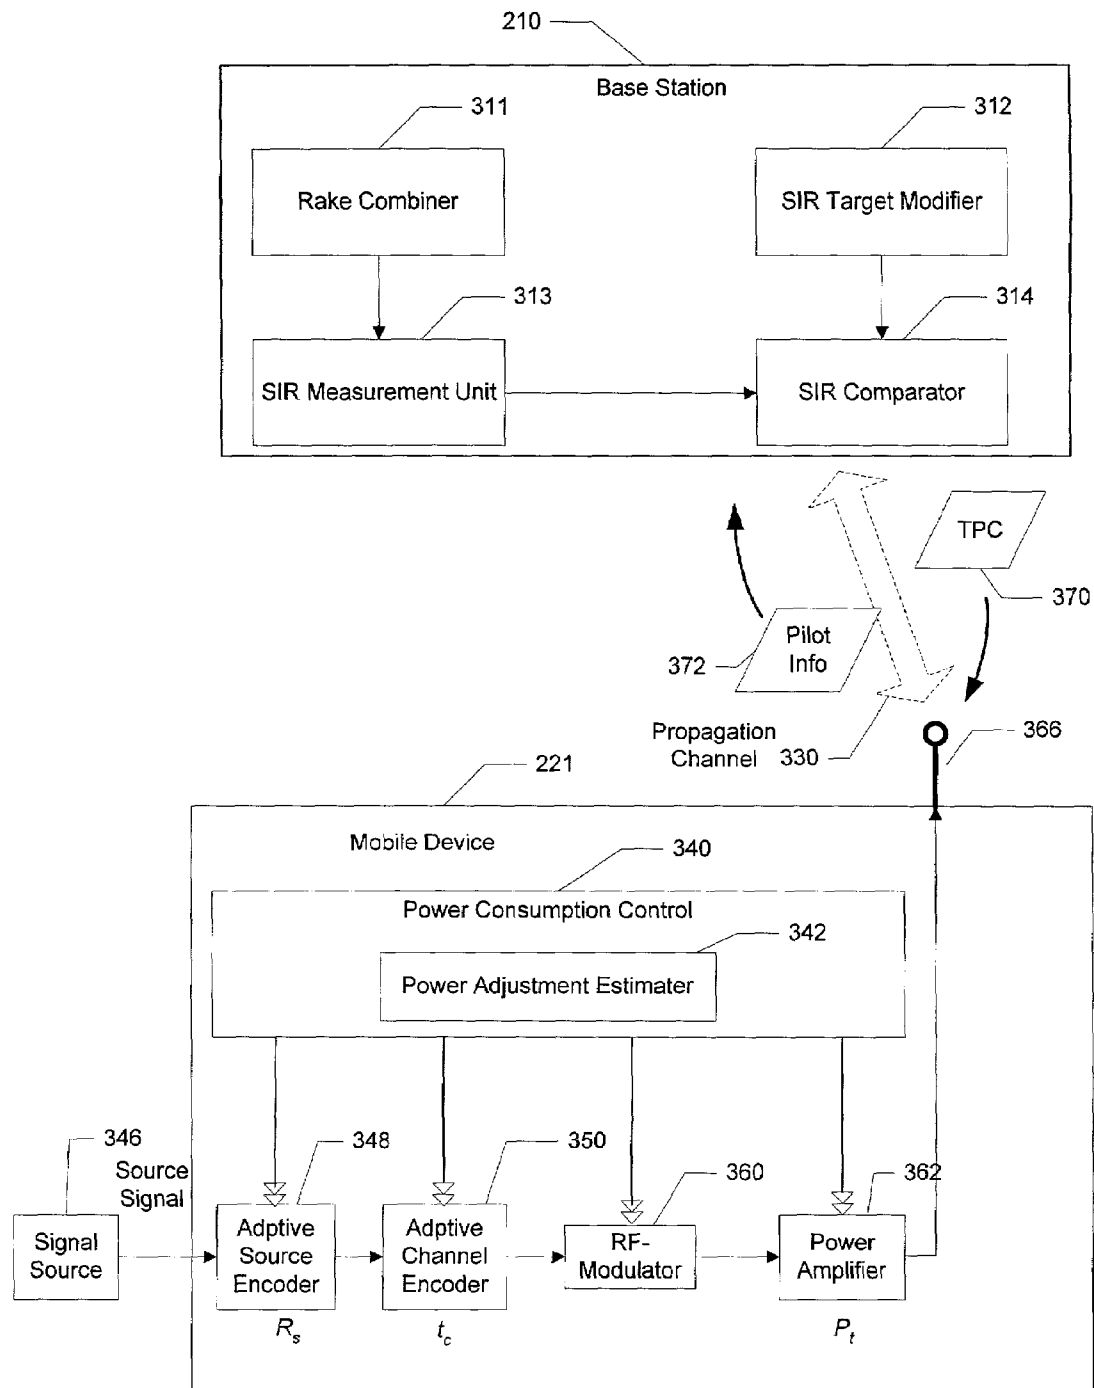 210
Base Station
311
312
Rake Combiner
SIR Target Modifier
313
314
SIR Measurement Unit
SIR Comparator
TPC
370
Pilot
Info
372
Propagation
Channel
330
366
221
Mobile Device
340
Power Consumption Control
342
Power Adjustment Estimater
346
Source
Signal
348
350
360
362
Signal
Source
Adptive
Source
Encoder
Adptive
Channel
Encoder
RF-
Modulator
Power
Amplifier
Rs
tc
Pt